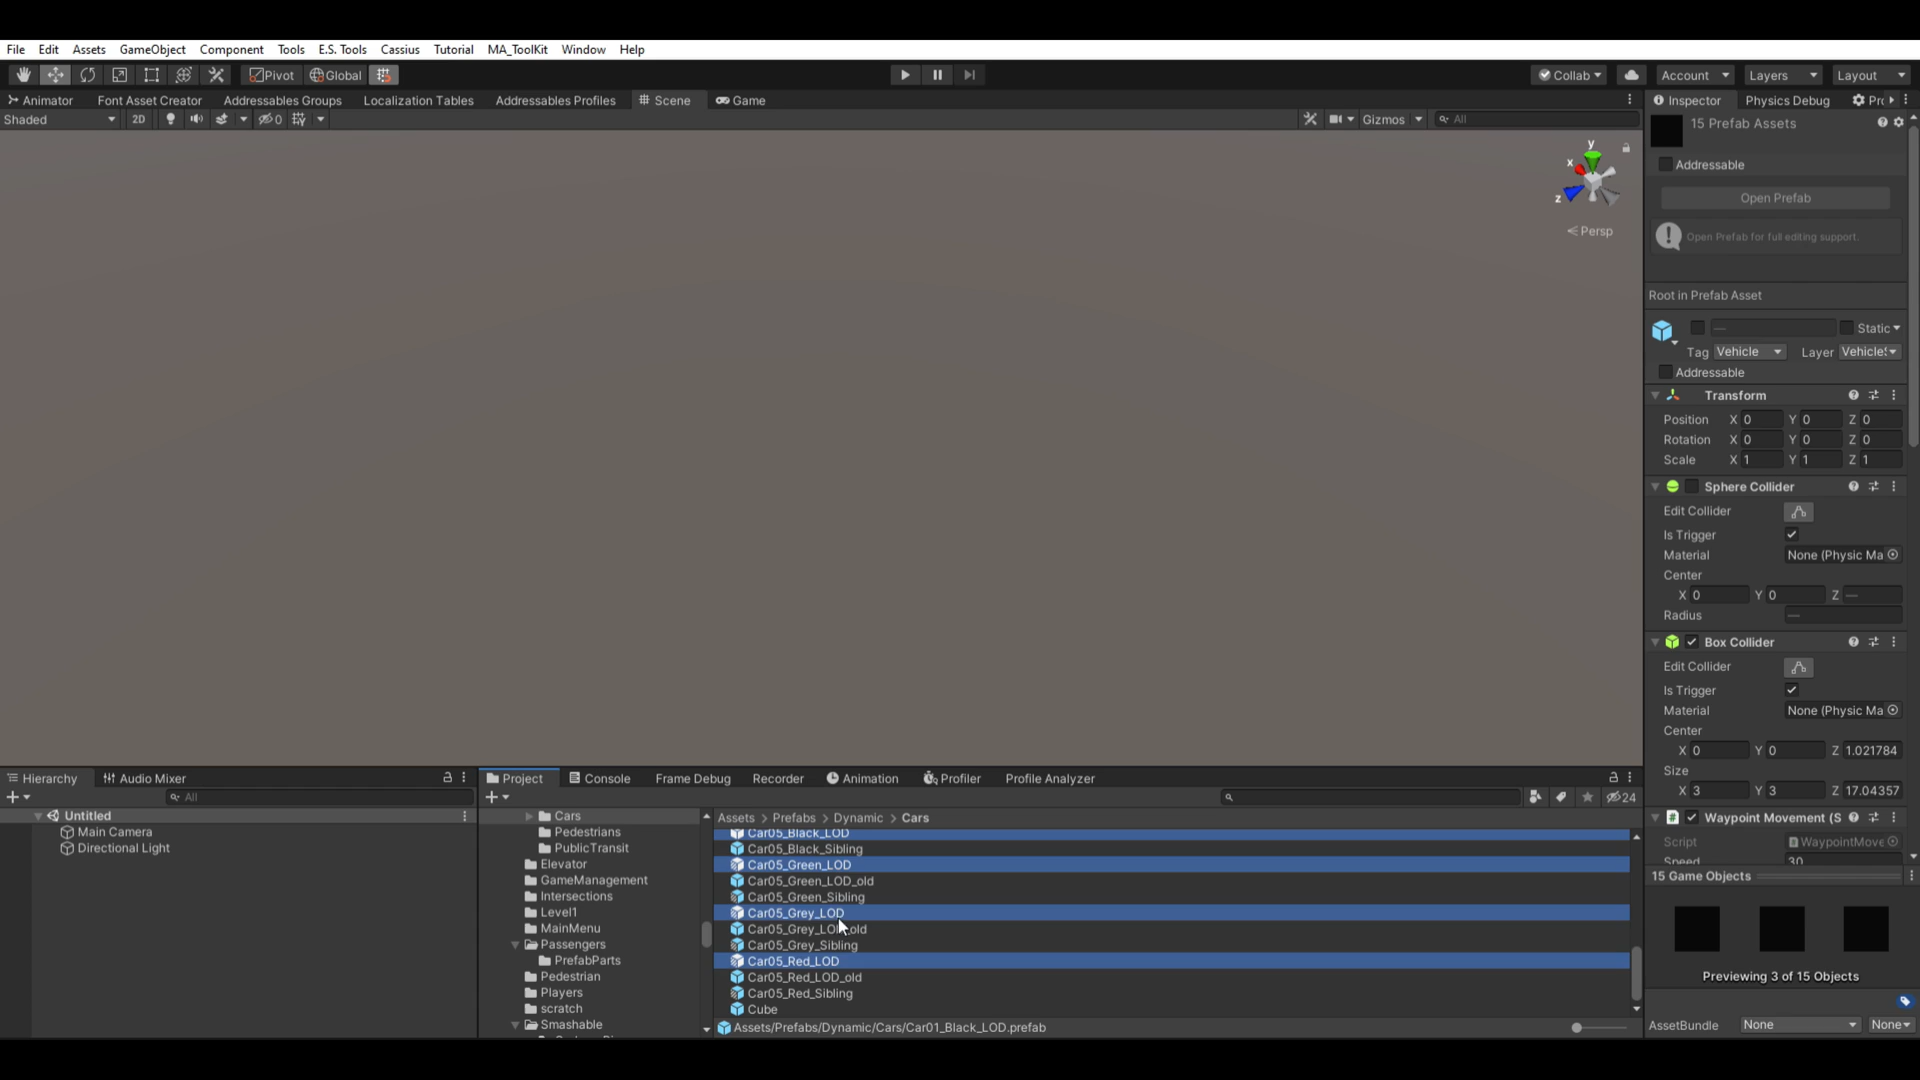 File Edit Assets GameObject Component Tools E.S. Tools Cassius Tutorial MA_ToolKit Window Help
Pivot Global Collab Account Layers Layout
Animator Font Asset Creator Addressables Groups Localization Tables Addressables Profiles Scene Game
Shaded 2D 0 Gizmos All
y
x
z
Persp
Inspector Physics Debug Pro
15 Prefab Assets
Addressable
Open Prefab
Open Prefab for full editing support.
Root in Prefab Asset
— Static
Tag Vehicle Layer Vehicle
Addressable
Transform
Position X 0 Y 0 Z 0
Rotation X 0 Y 0 Z 0
Scale X 1 Y 1 Z 1
Sphere Collider
Edit Collider
Is Trigger
Material None (Physic Ma
Center
X 0 Y 0 Z —
Radius —
Box Collider
Edit Collider
Is Trigger
Material None (Physic Ma
Center
X 0 Y 0 Z 1.021784
Size
X 3 Y 3 Z 17.04357
Waypoint Movement (S
Script WaypointMove
Speed 30
15 Game Objects
Previewing 3 of 15 Objects
AssetBundle None None
Hierarchy Audio Mixer
All
Untitled
Main Camera
Directional Light
Project Console Frame Debug Recorder Animation Profiler Profile Analyzer
24
Cars
Pedestrians
PublicTransit
Elevator
GameManagement
Intersections
Level1
MainMenu
Passengers
PrefabParts
Pedestrian
Players
scratch
Smashable
Assets > Prefabs > Dynamic > Cars
Car05_Black_LOD
Car05_Black_Sibling
Car05_Green_LOD
Car05_Green_LOD_old
Car05_Green_Sibling
Car05_Grey_LOD
Car05_Grey_LOD_old
Car05_Grey_Sibling
Car05_Red_LOD
Car05_Red_LOD_old
Car05_Red_Sibling
Cube
Assets/Prefabs/Dynamic/Cars/Car01_Black_LOD.prefab